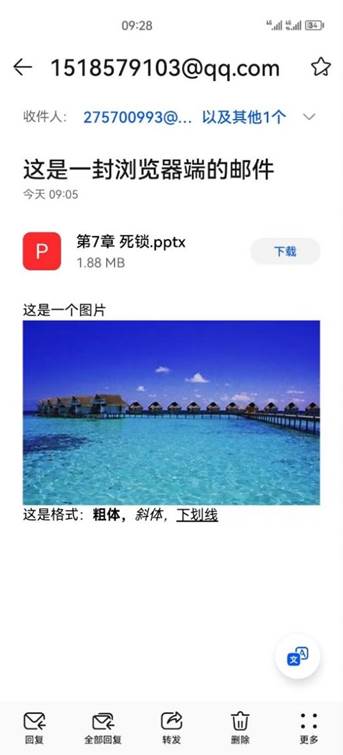 09:28
84
1518579103@qq.com
收件人： 275700993@... 以及其他1个
这是一封浏览器端的邮件
今天 09:05
P
第7章 死锁.pptx
1.88 MB
下载
这是一个图片
这是格式：粗体，斜体，下划线
文 A
回复 全部回复 转发 删除 更多